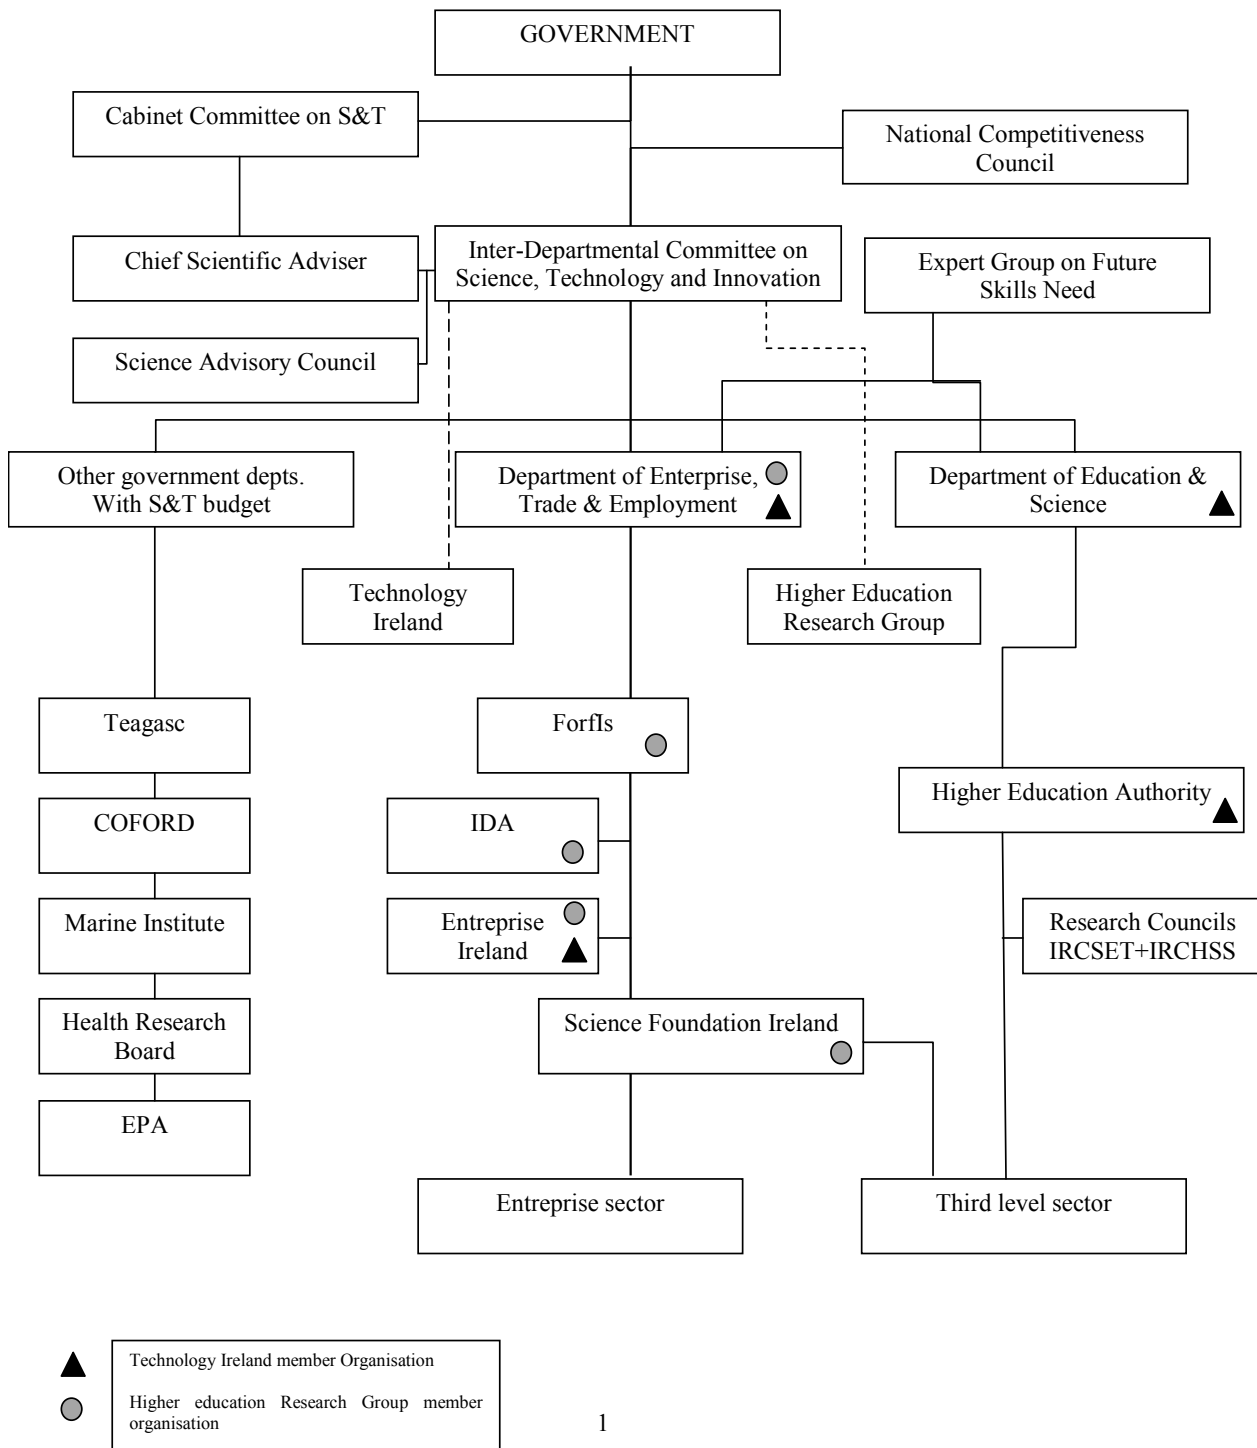 GOVERNMENT
Cabinet Committee on S&T
National Competitiveness
Council
Chief Scientific Adviser
Inter-Departmental Committee on
Science, Technology and Innovation
Expert Group on Future
Skills Need
Science Advisory Council
Other government depts.
With S&T budget
Department of Enterprise,
Trade & Employment
Department of Education &
Science
Technology
Ireland
Higher Education
Research Group
Teagasc
ForfIs
Higher Education Authority
COFORD
IDA
Marine Institute
Entreprise
Ireland
Research Councils
IRCSET+IRCHSS
Health Research
Board
Science Foundation Ireland
EPA
Entreprise sector
Third level sector
Technology Ireland member Organisation
Higher education Research Group member
organisation
1